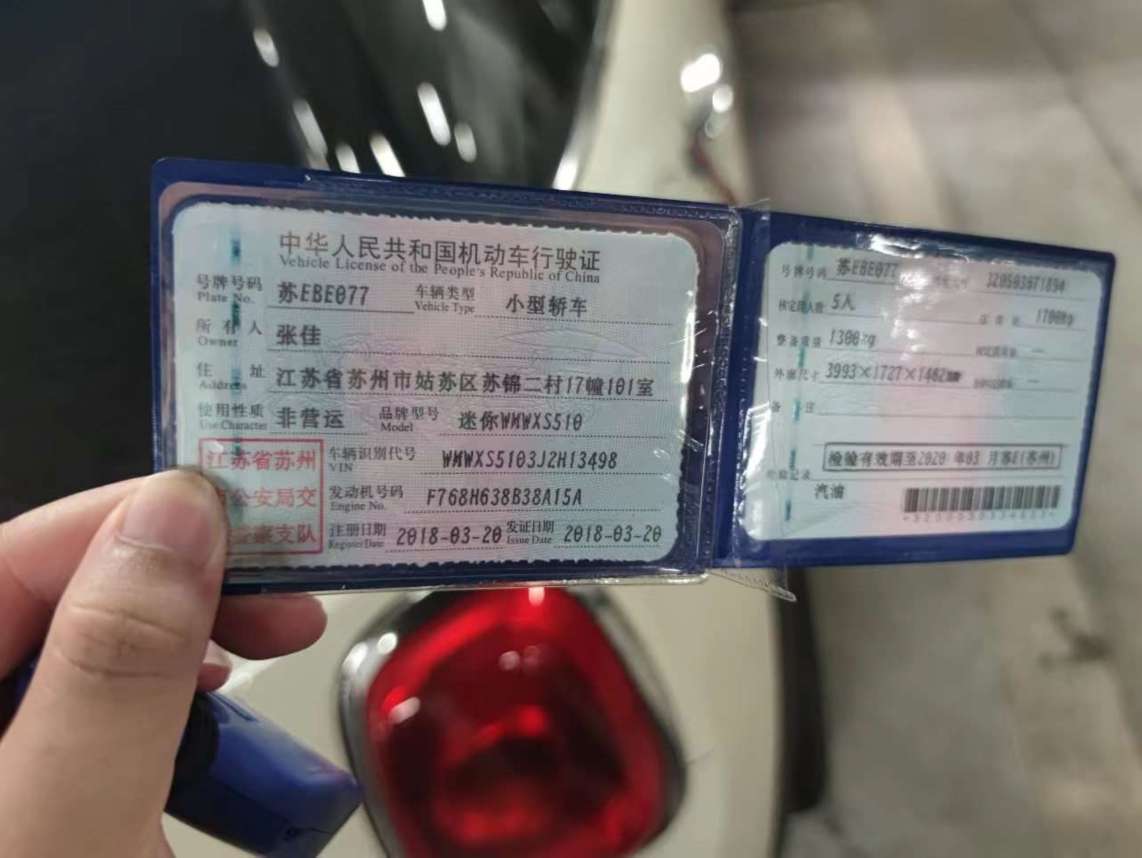 中华人民共和国机动车行驶证
Vehicle License of the People's Republic of China
号牌号码 苏EBE077 车辆类型 小型轿车
Plate No. Vehicle Type
所有人 张佳
Owner
住址 江苏省苏州市姑苏区苏锦二村17幢101室
Address
使用性质 非营运 品牌型号 迷你WMWXS510
Use Character Model
江苏省苏州
公安局交
察支队
车辆识别代号 WMWXS5103J2H13498
VIN
发动机号码 F768H638B38A15A
Engine No.
注册日期 2018-03-20 发证日期 2018-03-20
Register Date Issue Date
号牌号码 苏EBE077
核定载人数 5人 1700kg
整备质量 1300kg
外廓尺寸
备注
检验有效期至2020年03月苏E(苏州)
检验记录
汽油